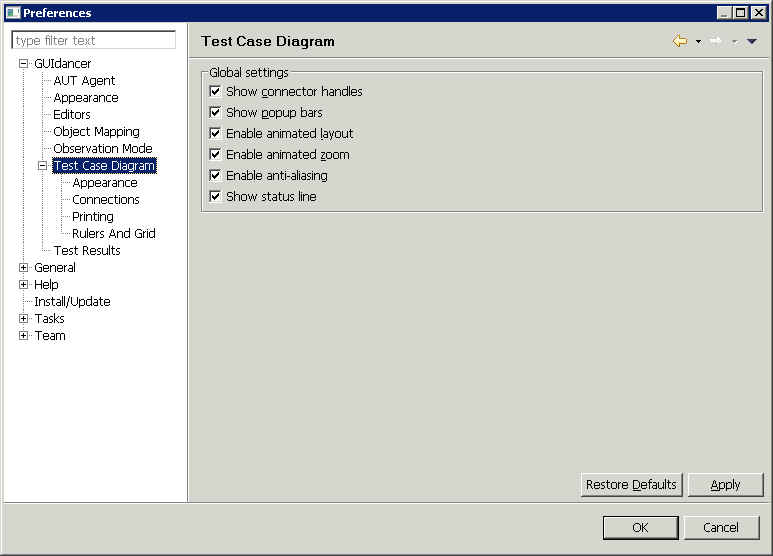 Preferences
type filter text
GUIdancer
AUT Agent
Appearance
Editors
Object Mapping
Observation Mode
Test Case Diagram
Appearance
Connections
Printing
Rulers And Grid
Test Results
General
Help
Install/Update
Tasks
Team
Test Case Diagram
Global settings
Show connector handles
Show popup bars
Enable animated layout
Enable animated zoom
Enable anti-aliasing
Show status line
Restore Defaults
Apply
OK
Cancel